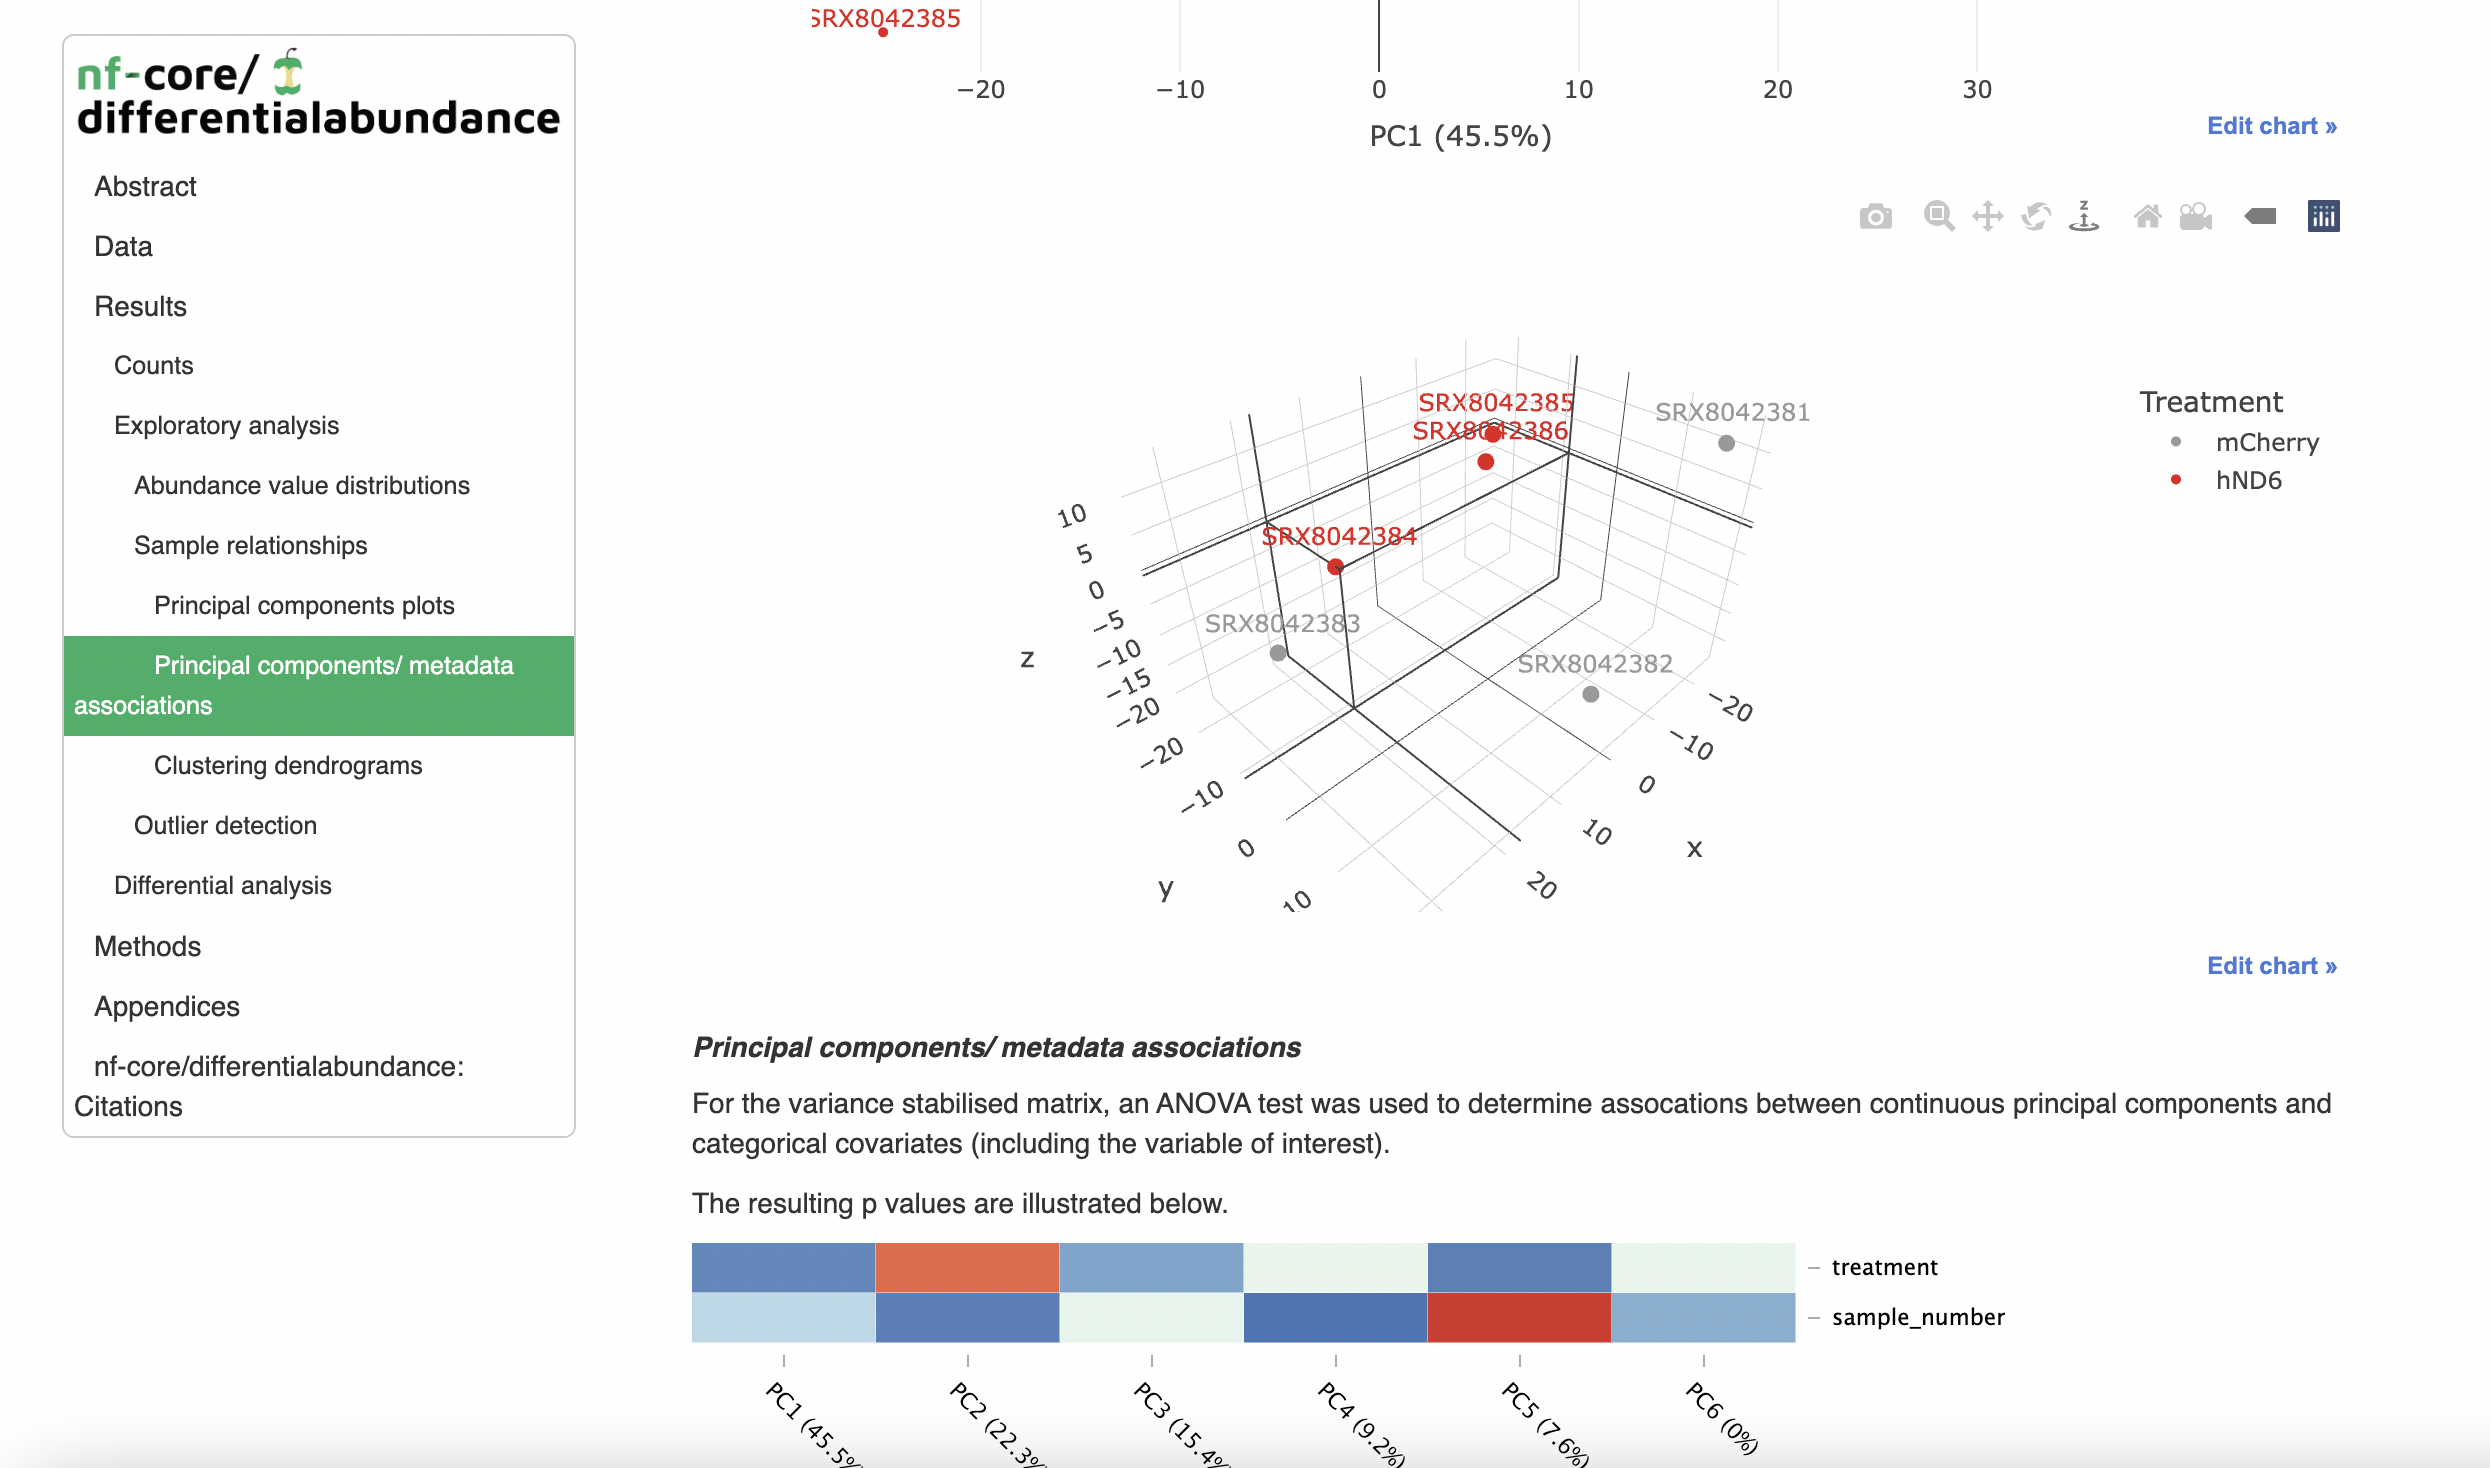 nf-core/
differentialabundance
Abstract
Data
Results
Counts
Exploratory analysis
Abundance value distributions
Sample relationships
Principal components plots
Principal components/ metadata
associations
Clustering dendrograms
Outlier detection
Differential analysis
Methods
Appendices
nf-core/differentialabundance:
Citations
SRX8042385
−20 −10 0 10 20 30
PC1 (45.5%)
Edit chart »
z
Treatment
mCherry
hND6
SRX8042385
SRX8042381
SRX8042386
SRX8042384
SRX8042383
SRX8042382
10
5
0
−5
−10
−15
−20
z
−20
−10
0
10
y
−20
−10
0
10
20
x
Edit chart »
Principal components/ metadata associations
For the variance stabilised matrix, an ANOVA test was used to determine assocations between continuous principal components and
categorical covariates (including the variable of interest).
The resulting p values are illustrated below.
treatment
sample_number
PC1 (45.5%
PC2 (22.3%
PC3 (15.4%
PC4 (9.2%)
PC5 (7.6%)
PC6 (0%)